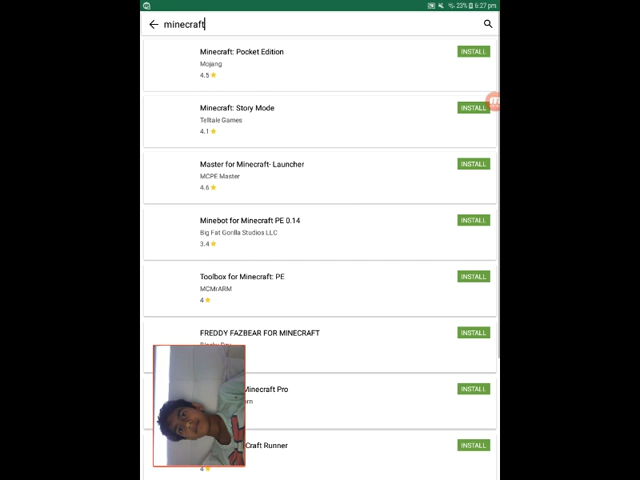 23% 6:27 pm
minecraft
Minecraft: Pocket Edition
INSTALL
Mojang
4.5
Minecraft: Story Mode
INSTALL
Telltale Games
4.1
Master for Minecraft- Launcher
INSTALL
MCPE Master
4.6
Minebot for Minecraft PE 0.14
INSTALL
Big Fat Gorilla Studios LLC
3.4
Toolbox for Minecraft: PE
INSTALL
MCMrARM
4
FREDDY FAZBEAR FOR MINECRAFT
INSTALL
Minecraft Pro
INSTALL
Craft Runner
INSTALL
4